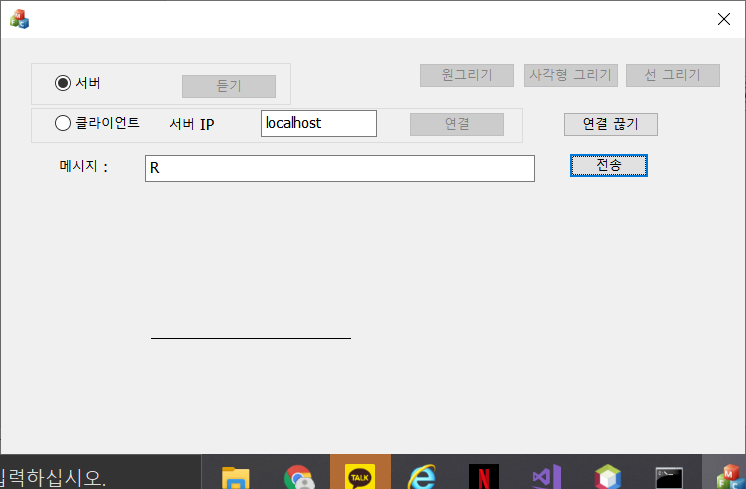 서버
듣기
원그리기
사각형 그리기
선 그리기
클라이언트
서버 IP
localhost
연결
연결 끊기
메시지 :
R
전송
입력하십시오.
TALK
N